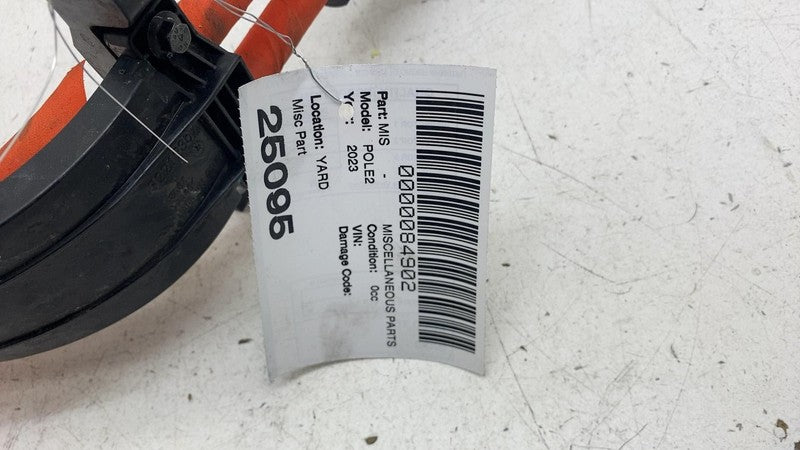 0000084902
Part: MIS - MISCELLANEOUS PARTS
Model: POLE2 Condition: 0cc
2023 VIN:
Damage Code:
Location: YARD
Misc Part
25095